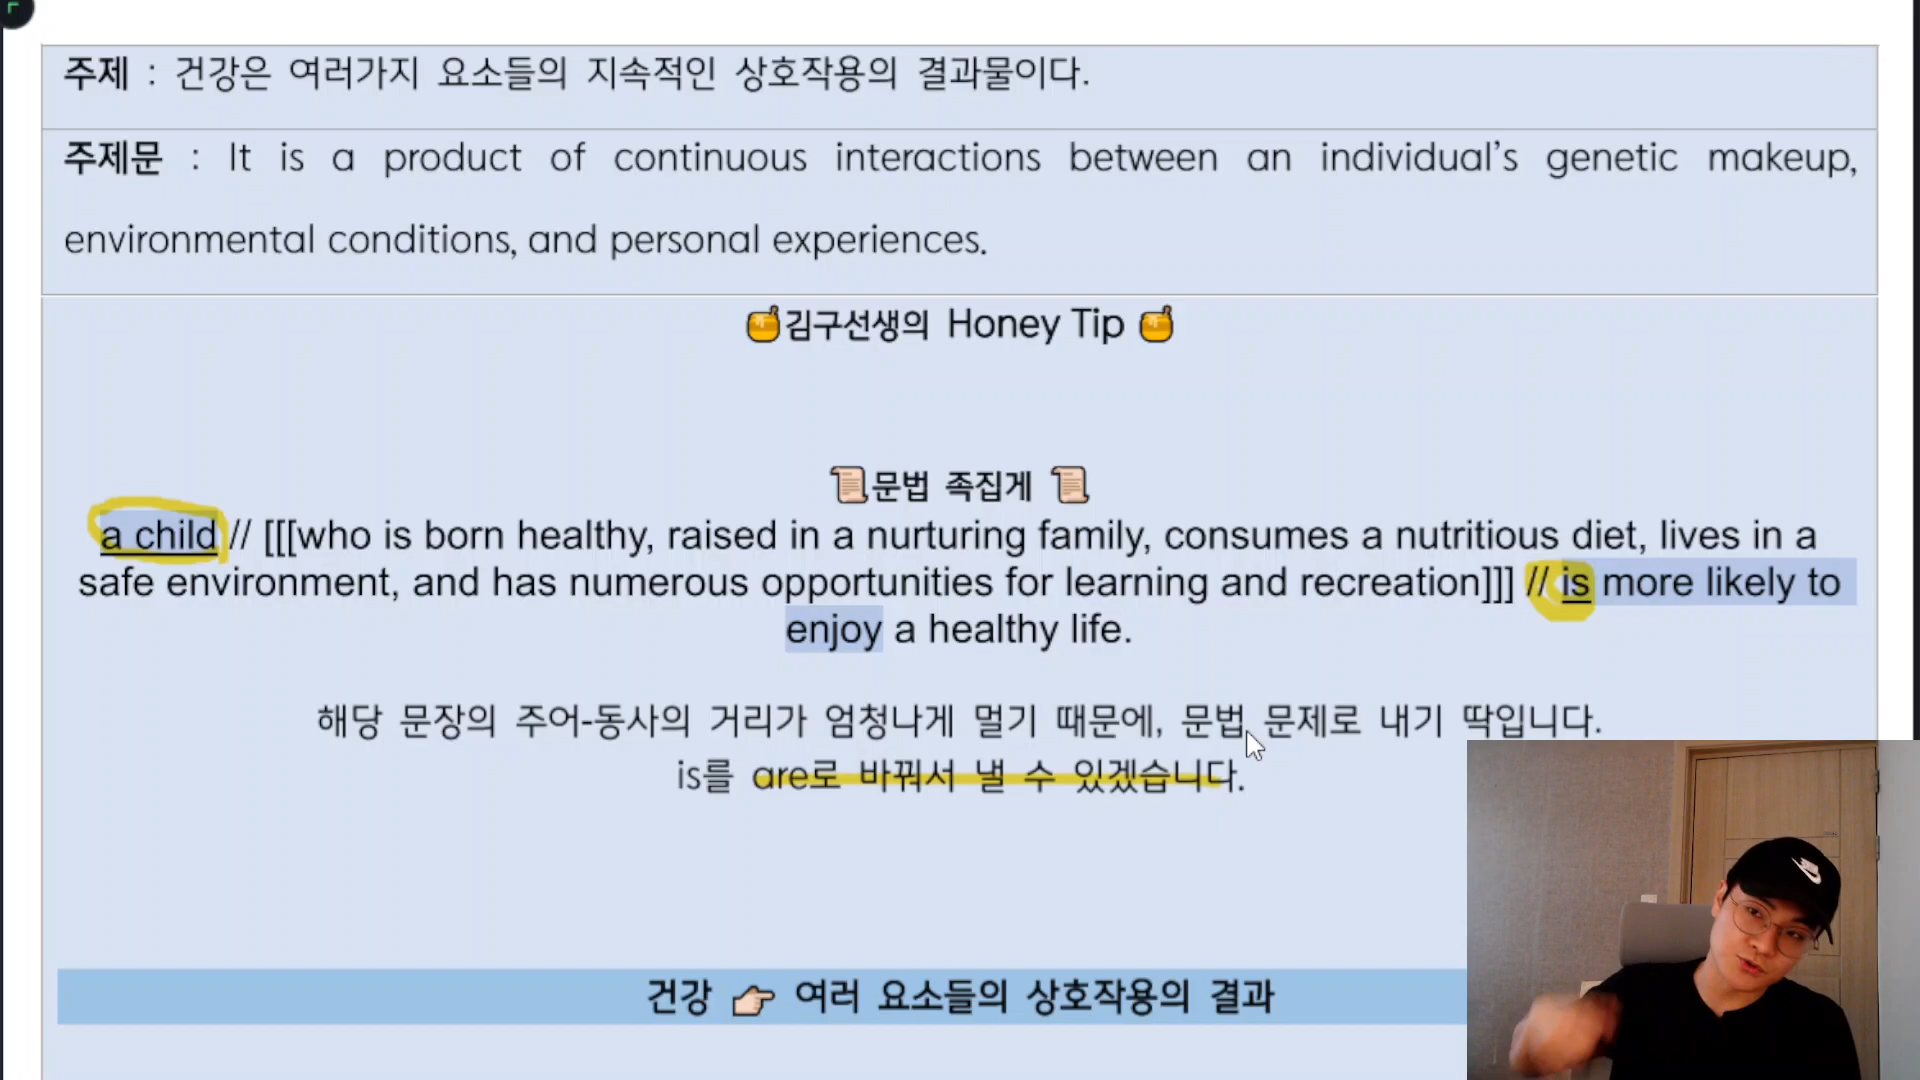 주제 : 건강은 여러가지 요소들의 지속적인 상호작용의 결과물이다.
주제문 : It is a product of continuous interactions between an individual’s genetic makeup,
environmental conditions, and personal experiences.
🍯김구선생의 Honey Tip 🍯
📜문법 족집게 📜
a child // [[[who is born healthy, raised in a nurturing family, consumes a nutritious diet, lives in a
safe environment, and has numerous opportunities for learning and recreation]]] // is more likely to
enjoy a healthy life.
해당 문장의 주어-동사의 거리가 엄청나게 멀기 때문에, 문법 문제로 내기 딱입니다.
is를 are로 바꿔서 낼 수 있겠습니다.
건강 👉🏻 여러 요소들의 상호작용의 결과